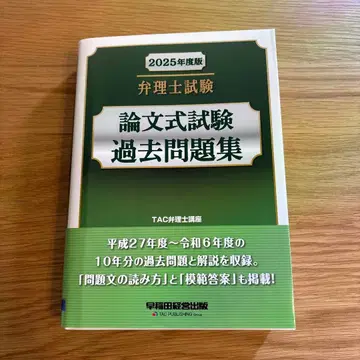 2025年度版
弁理士試験
論文式試験
過去問題集
TAC弁理士講座
平成27年度〜令和6年度の
10年分の過去問題と解説を収録。
「問題文の読み方」と「模範答案」も掲載!
早稲田経営出版
TAC PUBLISHING Group